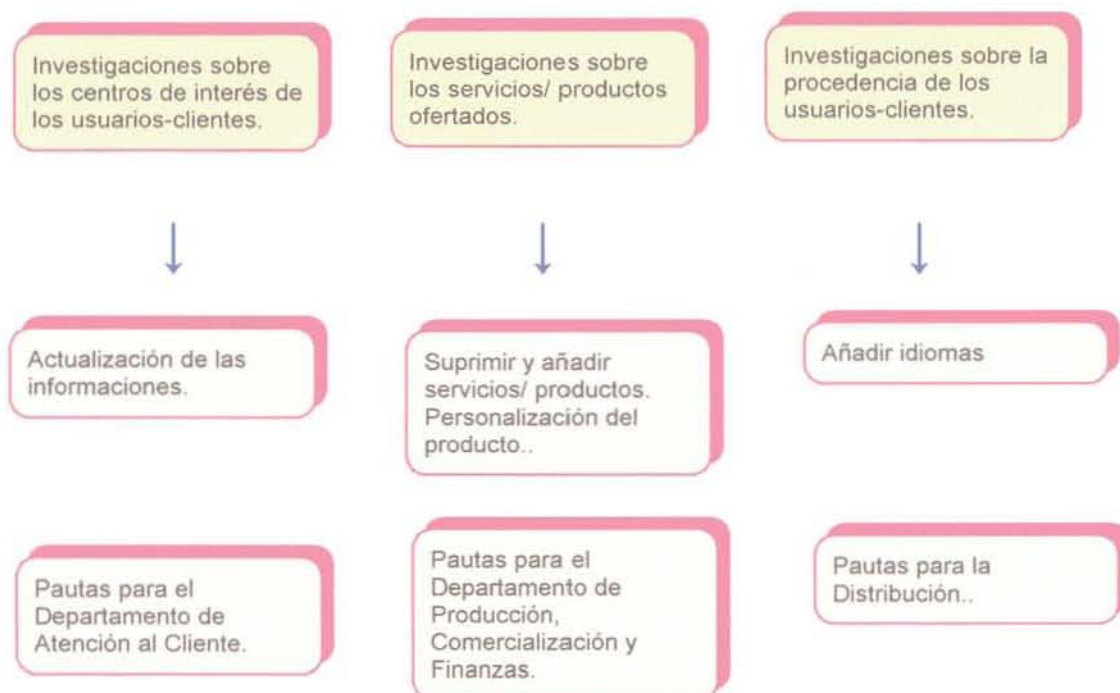 Investigaciones sobre
los centros de interés de
los usuarios-clientes.
Investigaciones sobre
los servicios/ productos
ofertados.
Investigaciones sobre la
procedencia de los
usuarios-clientes.
Actualización de las
informaciones.
Suprimir y añadir
servicios/ productos.
Personalización del
producto..
Añadir idiomas
Pautas para el
Departamento de
Atención al Cliente.
Pautas para el
Departamento de
Producción,
Comercialización y
Finanzas.
Pautas para la
Distribución..